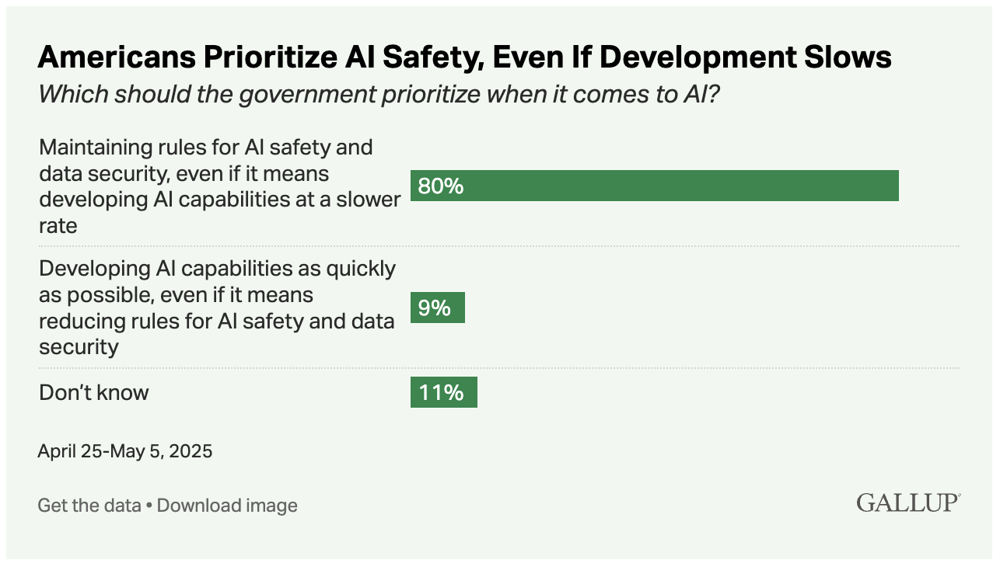 Americans Prioritize AI Safety, Even If Development Slows
Which should the government prioritize when it comes to AI?
Maintaining rules for AI safety and
data security, even if it means
developing AI capabilities at a slower
rate
80%
Developing AI capabilities as quickly
as possible, even if it means
reducing rules for AI safety and data
security
9%
Don’t know
11%
April 25-May 5, 2025
Get the data • Download image
GALLUP